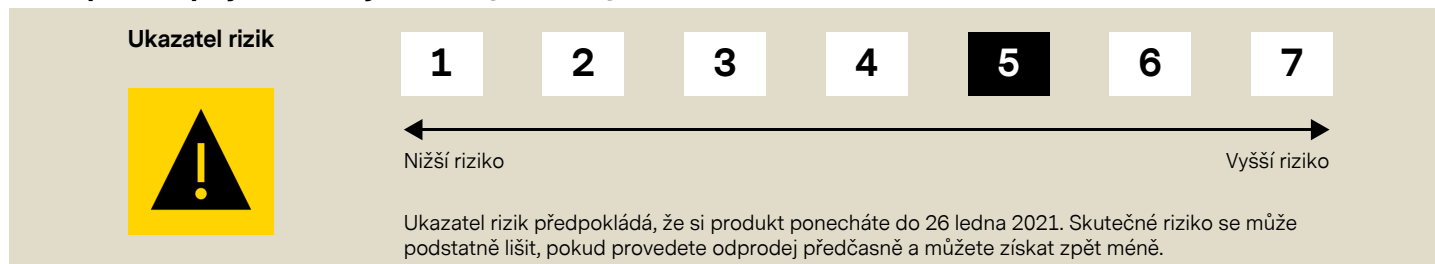 Ukazatel rizik
1 2 3 4 5 6 7
Nižší riziko Vyšší riziko
Ukazatel rizik předpokládá, že si produkt ponecháte do 26 ledna 2021. Skutečné riziko se může
podstatně lišit, pokud provedete odprodej předčasně a můžete získat zpět méně.